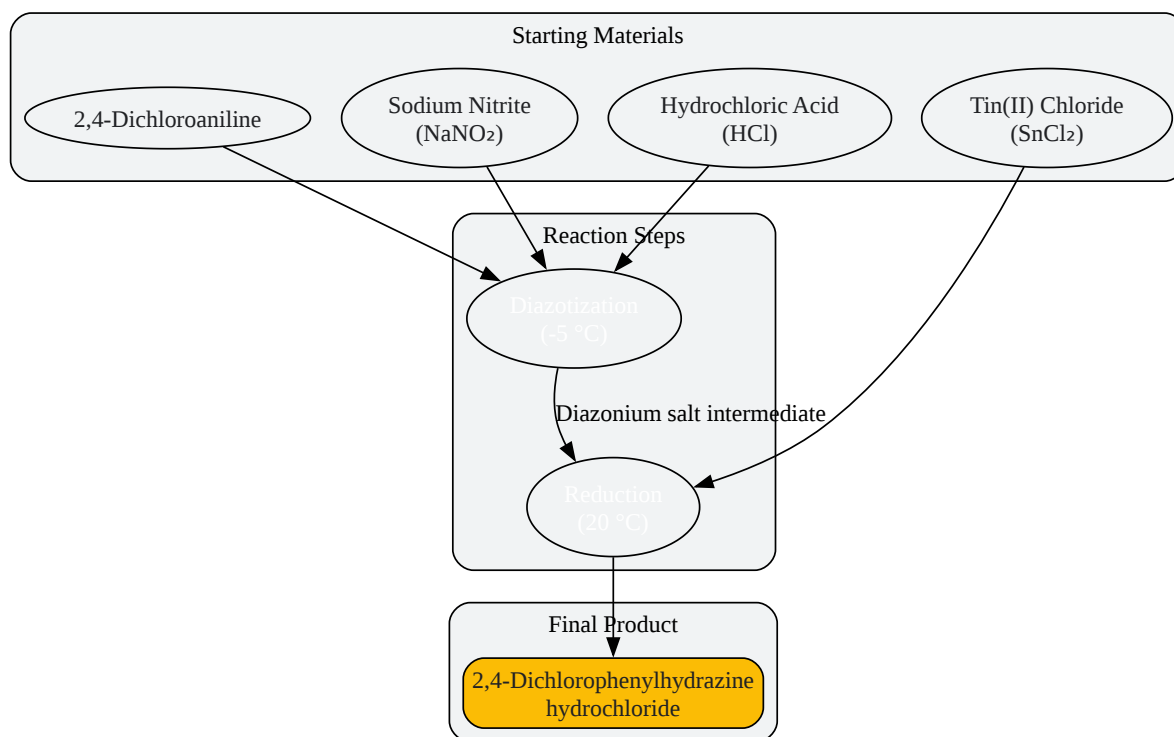 Starting Materials
2,4-Dichloroaniline
Sodium Nitrite
(NaNO₂)
Hydrochloric Acid
(HCl)
Tin(II) Chloride
(SnCl₂)
Reaction Steps
Diazotization
(-5 °C)
Diazonium salt intermediate
Reduction
(20 °C)
Final Product
2,4-Dichlorophenylhydrazine
hydrochloride